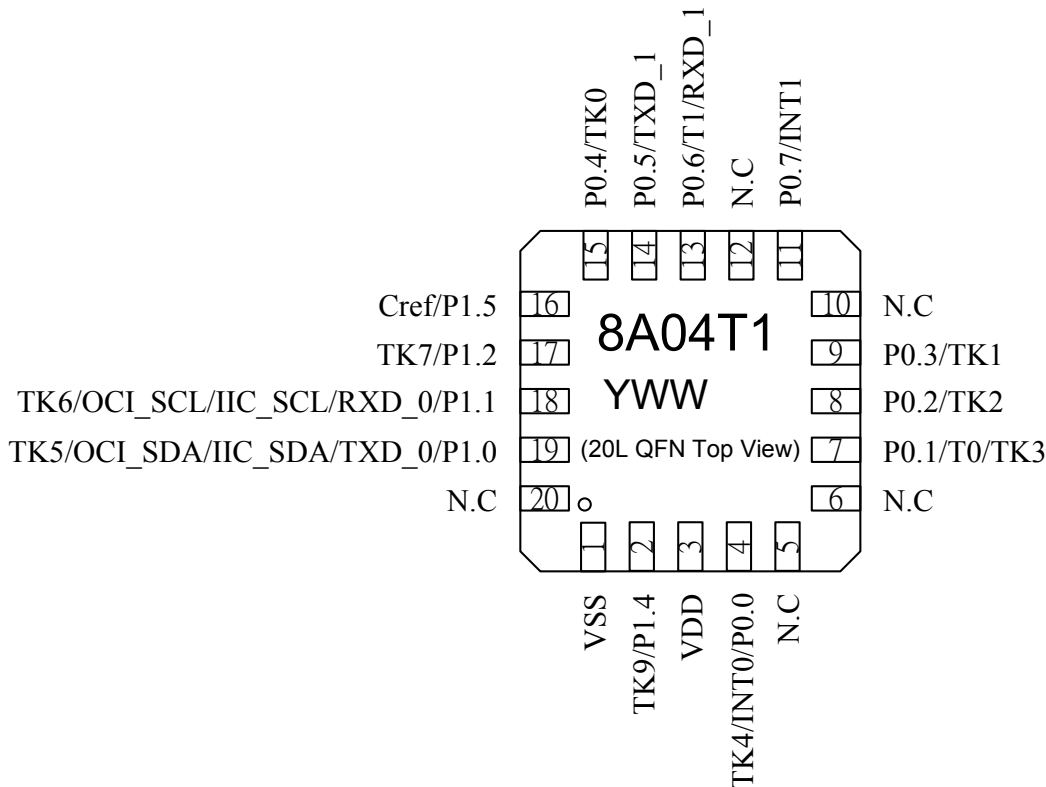 P0.4/TK0
P0.5/TXD_1
P0.6/T1/RXD_1
N.C
P0.7/INT1
15
14
13
12
11
Cref/P1.5
16
TK7/P1.2
17
TK6/OCI_SCL/IIC_SCL/RXD_0/P1.1
18
TK5/OCI_SDA/IIC_SDA/TXD_0/P1.0
19
N.C
20
8A04T1
YWW
(20L QFN Top View)
10
N.C
9
P0.3/TK1
8
P0.2/TK2
7
P0.1/T0/TK3
6
N.C
1
2
3
4
5
VSS
TK9/P1.4
VDD
TK4/INT0/P0.0
N.C